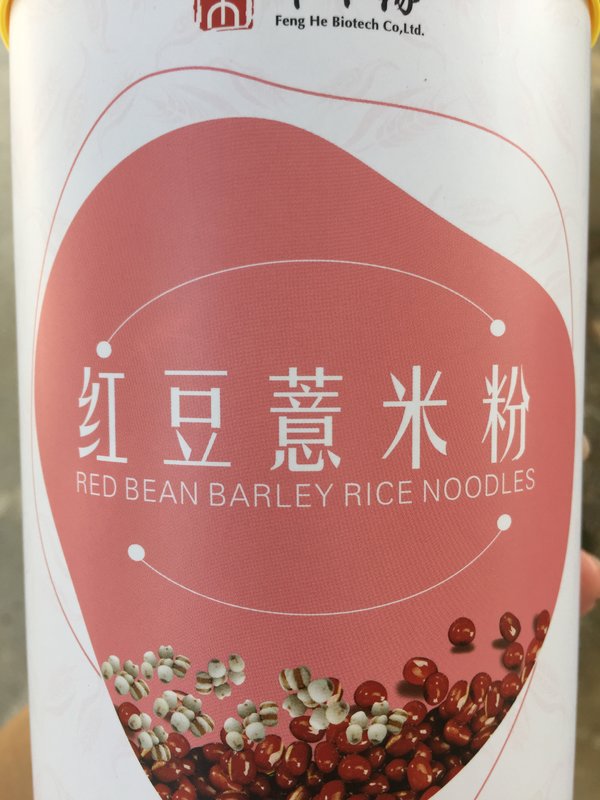 Feng He Biotech Co,Ltd.
红豆薏米粉
RED BEAN BARLEY RICE NOODLES